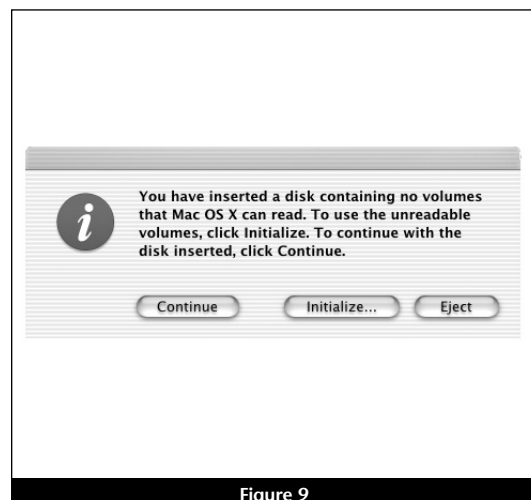 You have inserted a disk containing no volumes
that Mac OS X can read. To use the unreadable
volumes, click Initialize. To continue with the
disk inserted, click Continue.
Continue Initialize... Eject
Figure 9